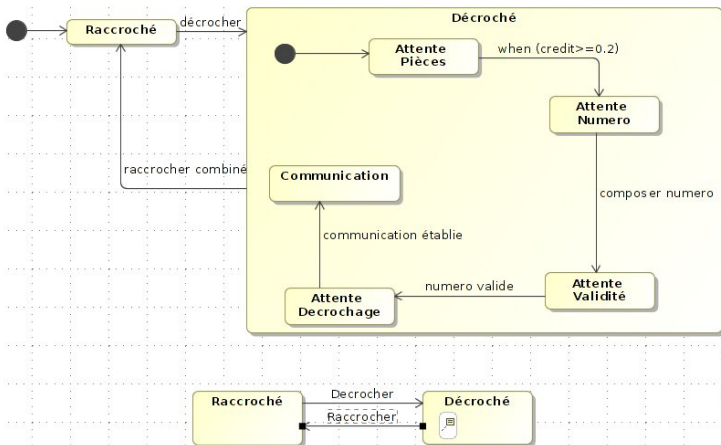 Décroché
Raccroché
décrocher
Attente
Pièces
when (credit>=0.2)
Attente
Numero
raccrocher combiné
Communication
composer numero
communication établie
Attente
Decrochage
numero valide
Attente
Validité
Raccroché
Decrocher
Raccrocher
Décroché